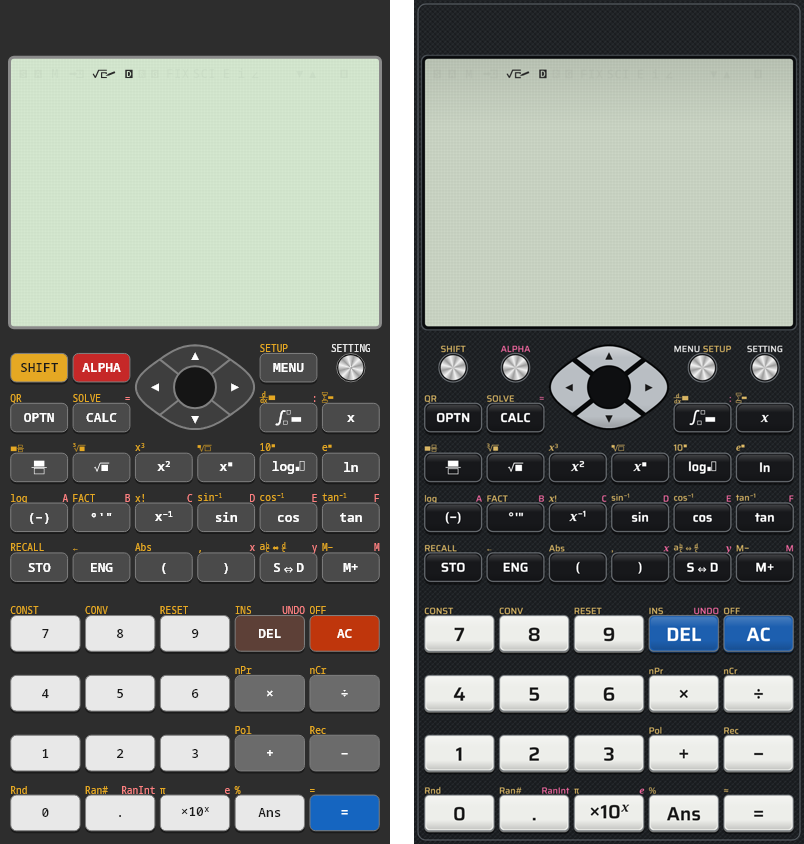 √ D
√ D
SETUP SETTING
SHIFT ALPHA MENU
QR SOLVE = :
OPTN CALC ∫ x
x³ 10■ e■
√■ x² x■ log ln
log A FACT B x! C sin⁻¹ D cos⁻¹ E tan⁻¹ F
(−) °'" x⁻¹ sin cos tan
RECALL ← Abs , x y M− M
STO ENG ( ) S⇔D M+
CONST CONV RESET INS UNDO OFF
7 8 9 DEL AC
nPr nCr
4 5 6 × ÷
Pol Rec
1 2 3 + −
Rnd Ran# RanInt π e % =
0 . ×10ˣ Ans =
SHIFT ALPHA MENU SETUP SETTING
QR SOLVE =
OPTN CALC ∫ x
x³ 10■ e■
√■ x² x■ log ln
log A FACT B x! C sin⁻¹ D cos⁻¹ E tan⁻¹ F
(−) °'" x⁻¹ sin cos tan
RECALL ← Abs , x y M− M
STO ENG ( ) S⇔D M+
CONST CONV RESET INS UNDO OFF
7 8 9 DEL AC
nPr nCr
4 5 6 × ÷
Pol Rec
1 2 3 + −
Rnd Ran# RanInt π e % ≈
0 . ×10ˣ Ans =